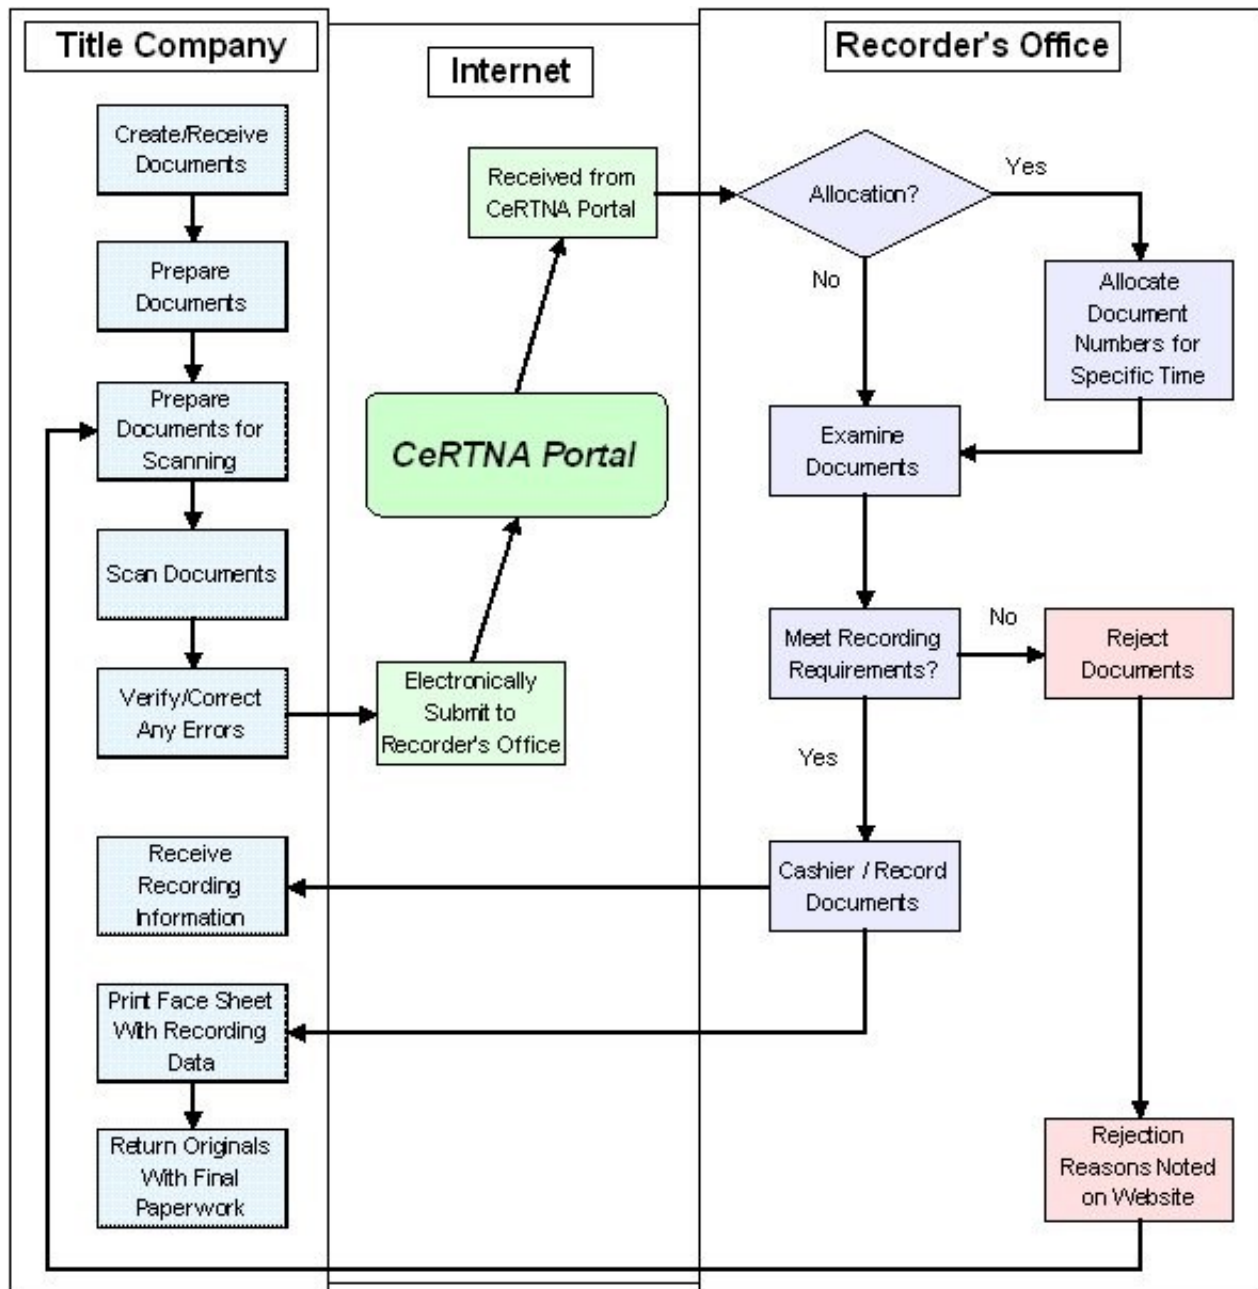 Title Company
Create/Receive
Documents
Prepare
Documents
Prepare
Documents for
Scanning
Scan Documents
Verify/Correct
Any Errors
Receive
Recording
Information
Print Face Sheet
With Recording
Data
Return Originals
With Final
Paperwork
Internet
Received from
CeRTNA Portal
CeRTNA Portal
Electronically
Submit to
Recorder's Office
Recorder's Office
Allocation?
Yes
No
Allocate
Document
Numbers for
Specific Time
Examine
Documents
Meet Recording
Requirements?
No
Reject
Documents
Yes
Cashier / Record
Documents
Rejection
Reasons Noted
on Website